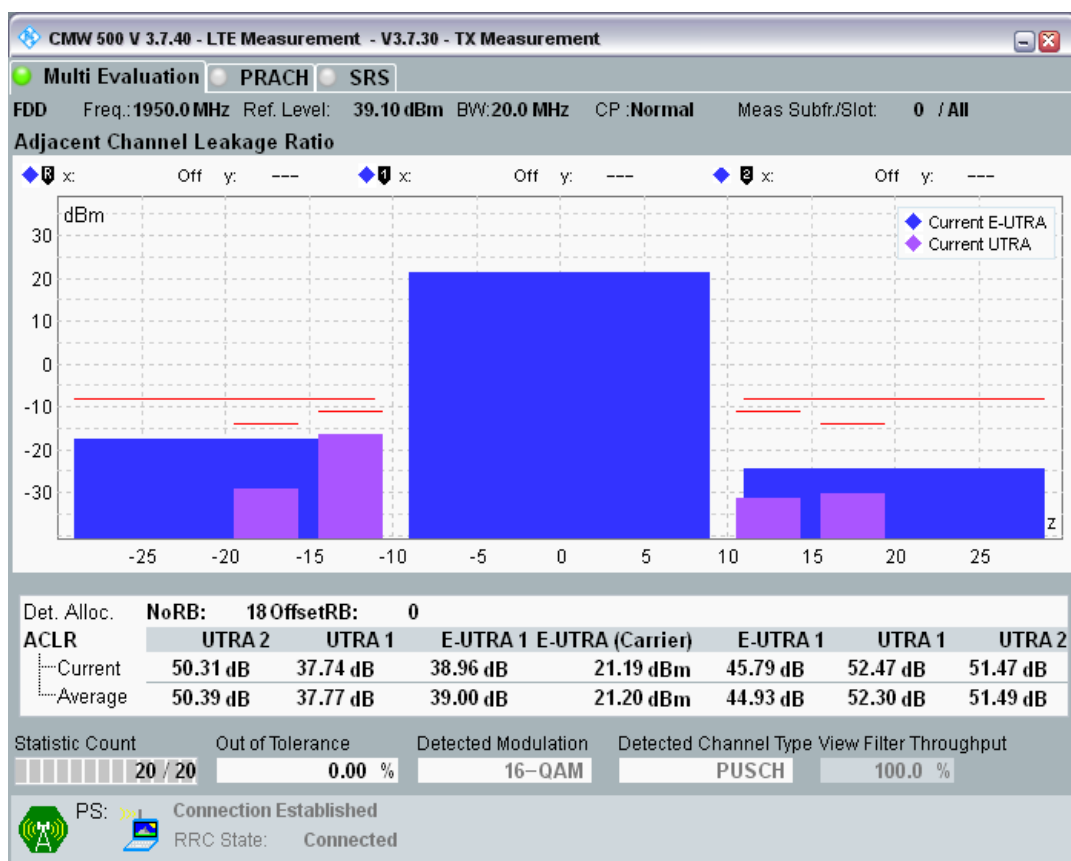 CMW 500 V 3.7.40 - LTE Measurement - V3.7.30 - TX Measurement
Multi Evaluation PRACH SRS
FDD Freq.: 1950.0 MHz Ref. Level: 39.10 dBm BW: 20.0 MHz CP : Normal Meas Subfr./Slot: 0 / All
Adjacent Channel Leakage Ratio
R x: Off y: --- 1 x: Off y: --- 2 x: Off y: ---
dBm
Current E-UTRA
Current UTRA
30
20
10
0
-10
-20
-30
z
-25 -20 -15 -10 -5 0 5 10 15 20 25
Det. Alloc. NoRB: 18 OffsetRB: 0
ACLR UTRA 2 UTRA 1 E-UTRA 1 E-UTRA (Carrier) E-UTRA 1 UTRA 1 UTRA 2
Current 50.31 dB 37.74 dB 38.96 dB 21.19 dBm 45.79 dB 52.47 dB 51.47 dB
Average 50.39 dB 37.77 dB 39.00 dB 21.20 dBm 44.93 dB 52.30 dB 51.49 dB
Statistic Count Out of Tolerance Detected Modulation Detected Channel Type View Filter Throughput
20 / 20 0.00 % 16-QAM PUSCH 100.0 %
PS: Connection Established
RRC State: Connected